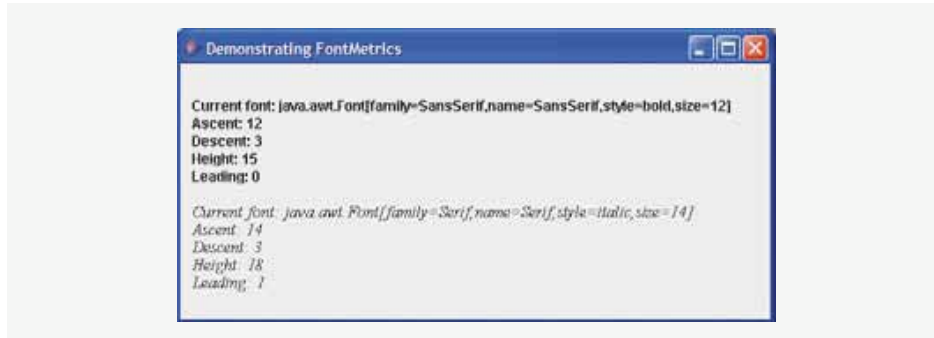 Demonstrating FontMetrics
Current font: java.awt.Font[family=SansSerif,name=SansSerif,style=bold,size=12]
Ascent: 12
Descent: 3
Height: 15
Leading: 0
Current font: java.awt.Font[family=Serif,name=Serif,style=italic,size=14]
Ascent: 14
Descent: 3
Height: 18
Leading: 1